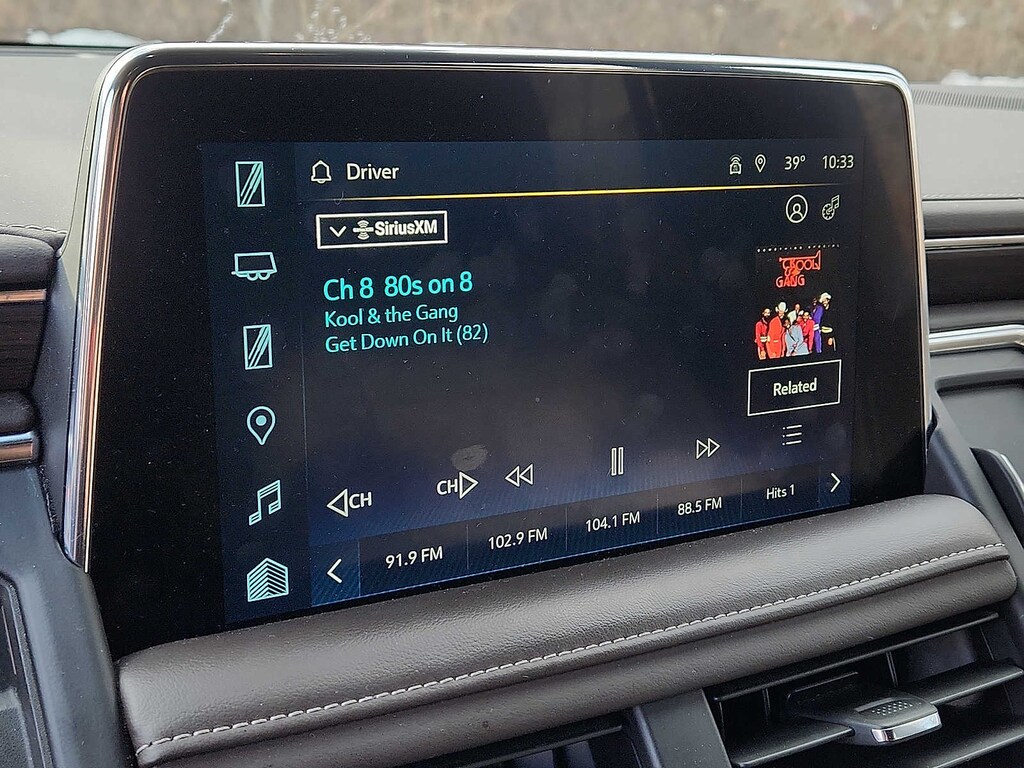 Driver
39° 10:33
SiriusXM
Ch 8 80s on 8
Kool & the Gang
Get Down On It (82)
KOOL
GANG
Related
CH
CH
91.9 FM
102.9 FM
104.1 FM
88.5 FM
Hits 1